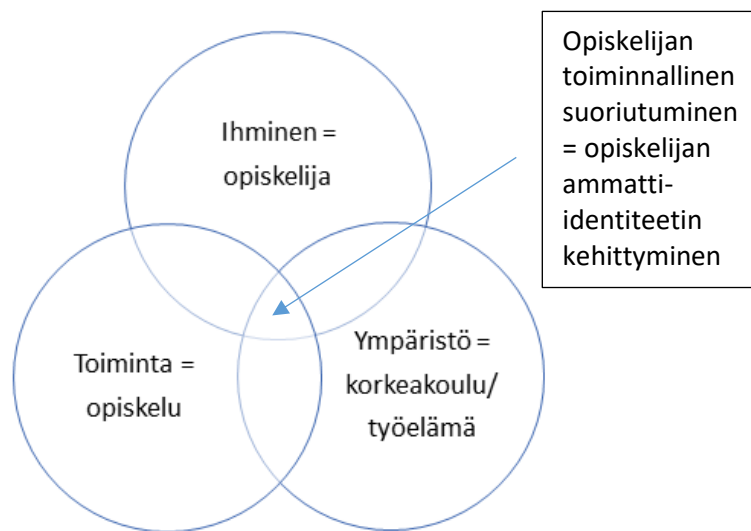 Ihminen =
opiskelija
Opiskelijan
toiminnallinen
suoriutuminen
= opiskelijan
ammatti-
identiteetin
kehittyminen
Toiminta =
opiskelu
Ympäristö =
korkeakoulu/
työelämä